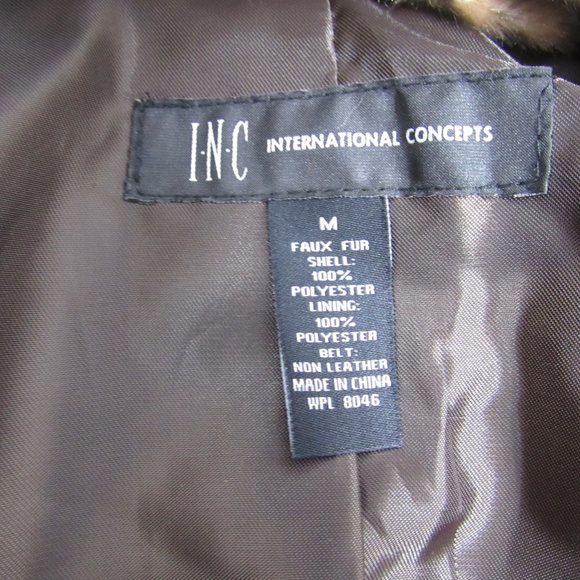 I·N·C INTERNATIONAL CONCEPTS
M
FAUX FUR
SHELL:
100%
POLYESTER
LINING:
100%
POLYESTER
BELT:
NON LEATHER
MADE IN CHINA
WPL 8046